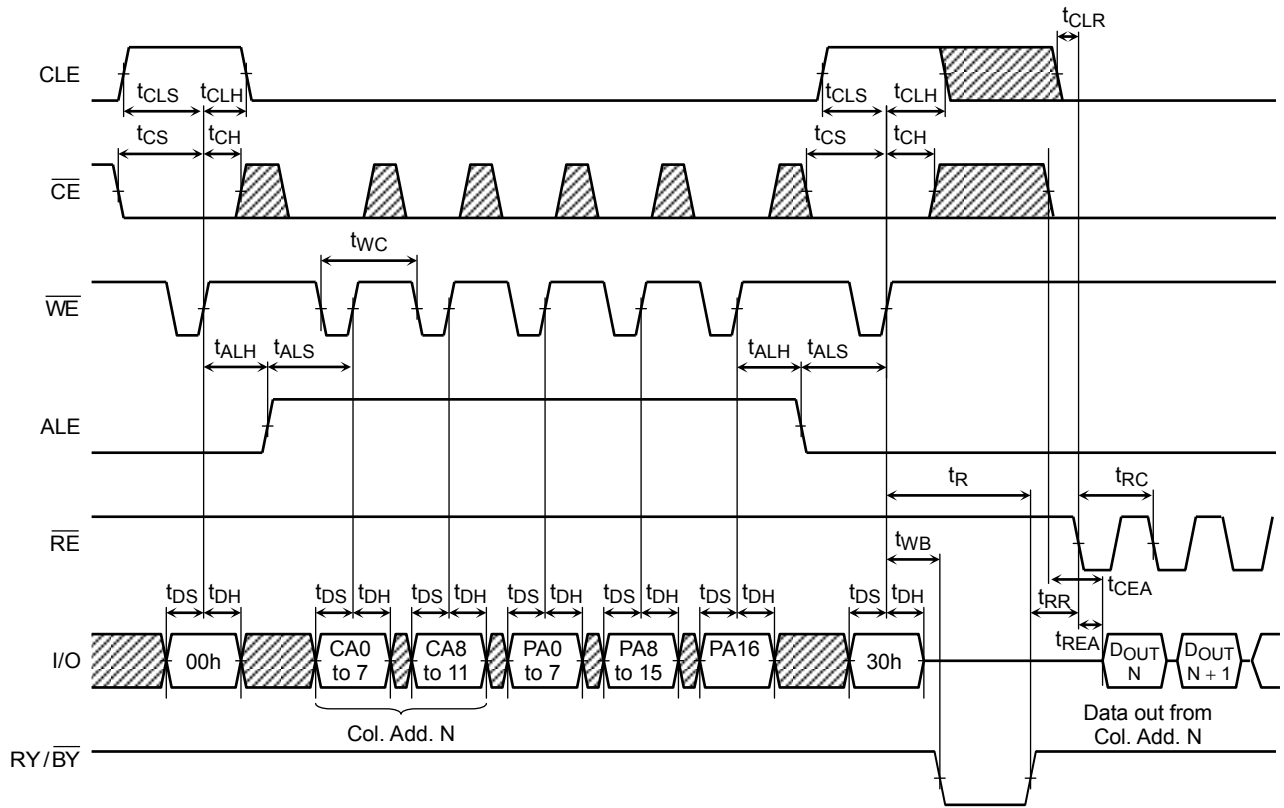 tCLR
CLE
tCLS tCLH tCLS tCLH
tCS tCH tCS tCH
CE
tWC
WE
tALH tALS tALH tALS
ALE
tR tRC
RE
tWB
tDS tDH tDS tDH tDS tDH tDS tDH tDS tDH tDS tDH tDS tDH tRR tCEA
tREA
I/O 00h CA0 to 7 CA8 to 11 PA0 to 7 PA8 to 15 PA16 30h DOUT N DOUT N + 1
Col. Add. N
Data out from
Col. Add. N
RY/BY